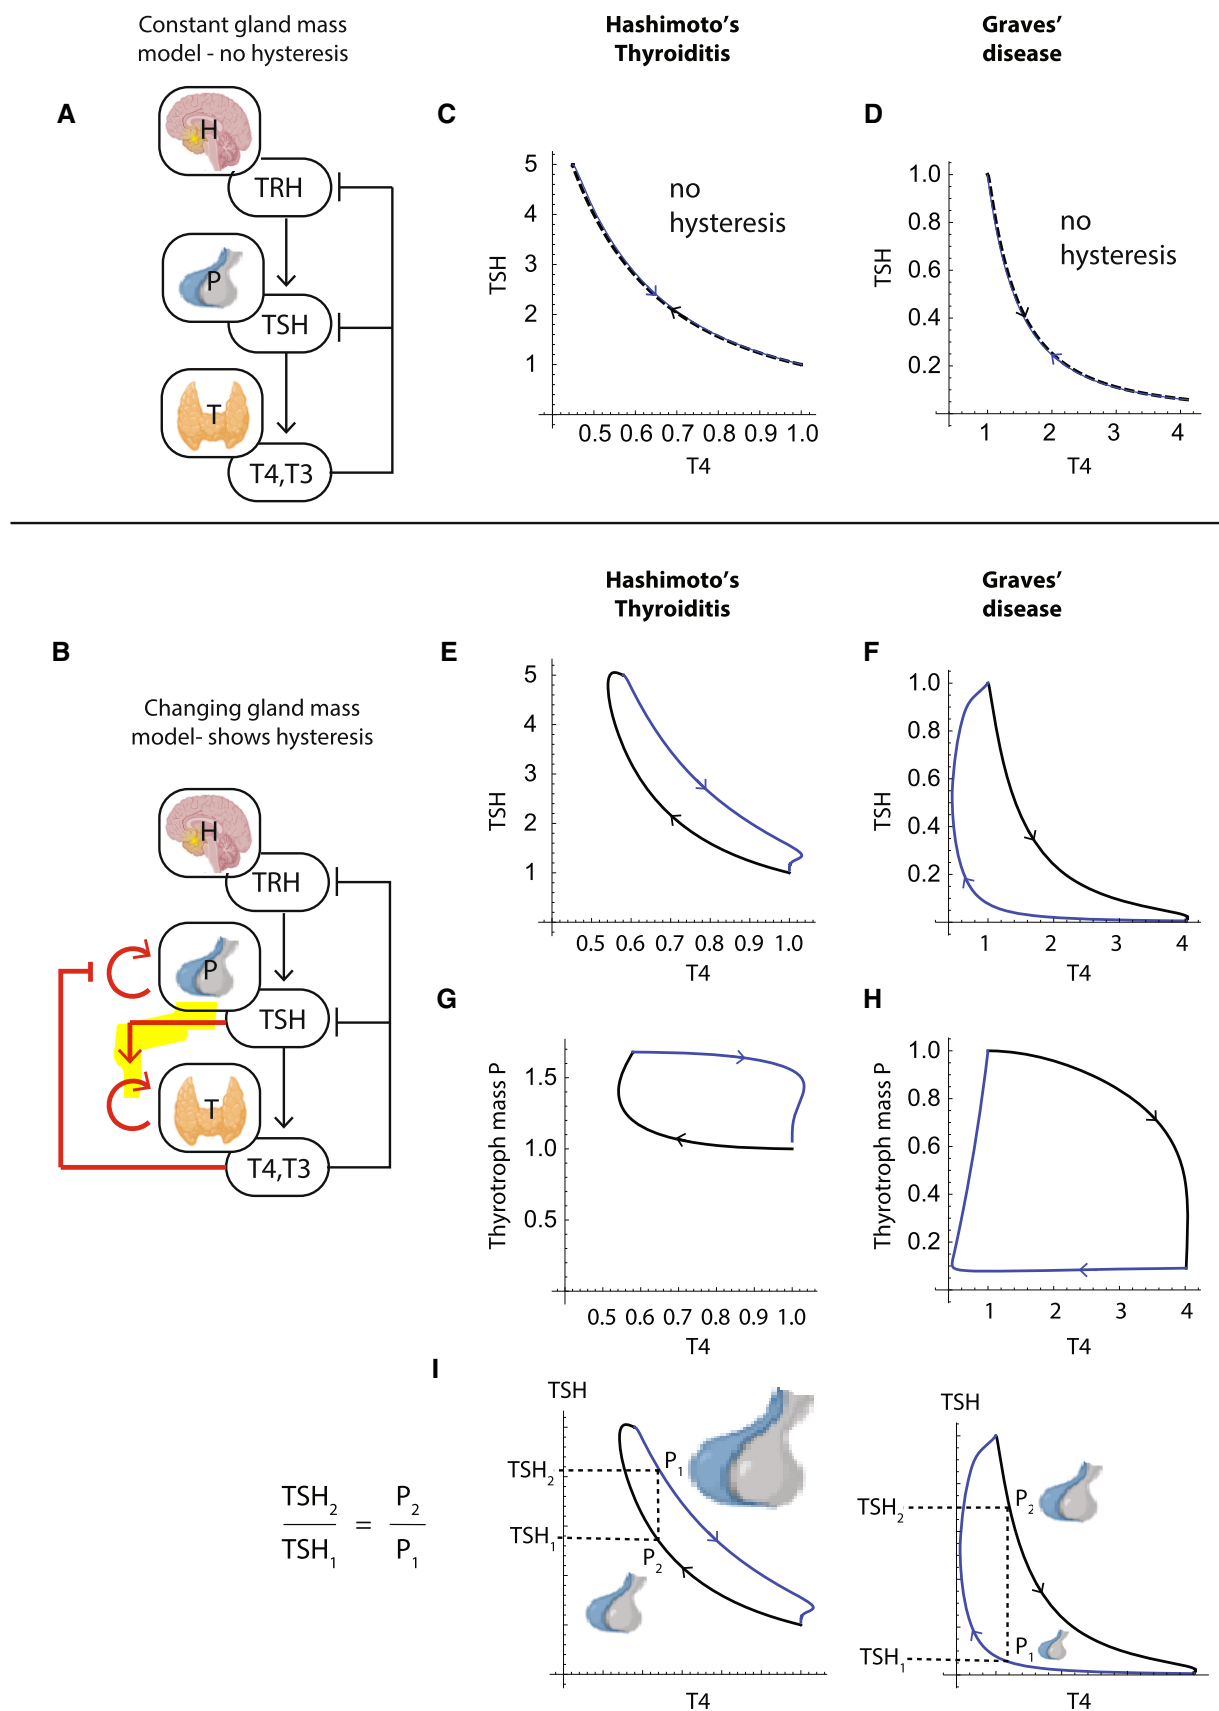 Constant gland mass
model - no hysteresis
Hashimoto's
Thyroiditis
Graves'
disease
A
H
TRH
P
TSH
T
T4,T3
C
5
4
3
2
1
TSH
no
hysteresis
0.5 0.6 0.7 0.8 0.9 1.0
T4
D
1.0
0.8
0.6
0.4
0.2
TSH
no
hysteresis
1 2 3 4
T4
Hashimoto's
Thyroiditis
Graves'
disease
B
Changing gland mass
model- shows hysteresis
H
TRH
P
TSH
T
T4,T3
E
5
4
3
2
1
TSH
0.5 0.6 0.7 0.8 0.9 1.0
T4
F
1.0
0.8
0.6
0.4
0.2
TSH
1 2 3 4
T4
G
1.5
1.0
0.5
Thyrotroph mass P
0.5 0.6 0.7 0.8 0.9 1.0
T4
H
1.0
0.8
0.6
0.4
0.2
Thyrotroph mass P
1 2 3 4
T4
I
TSH₂ / TSH₁ = P₂ / P₁
TSH
TSH₂
TSH₁
P₁
P₂
T4
TSH
TSH₂
TSH₁
P₂
P₁
T4